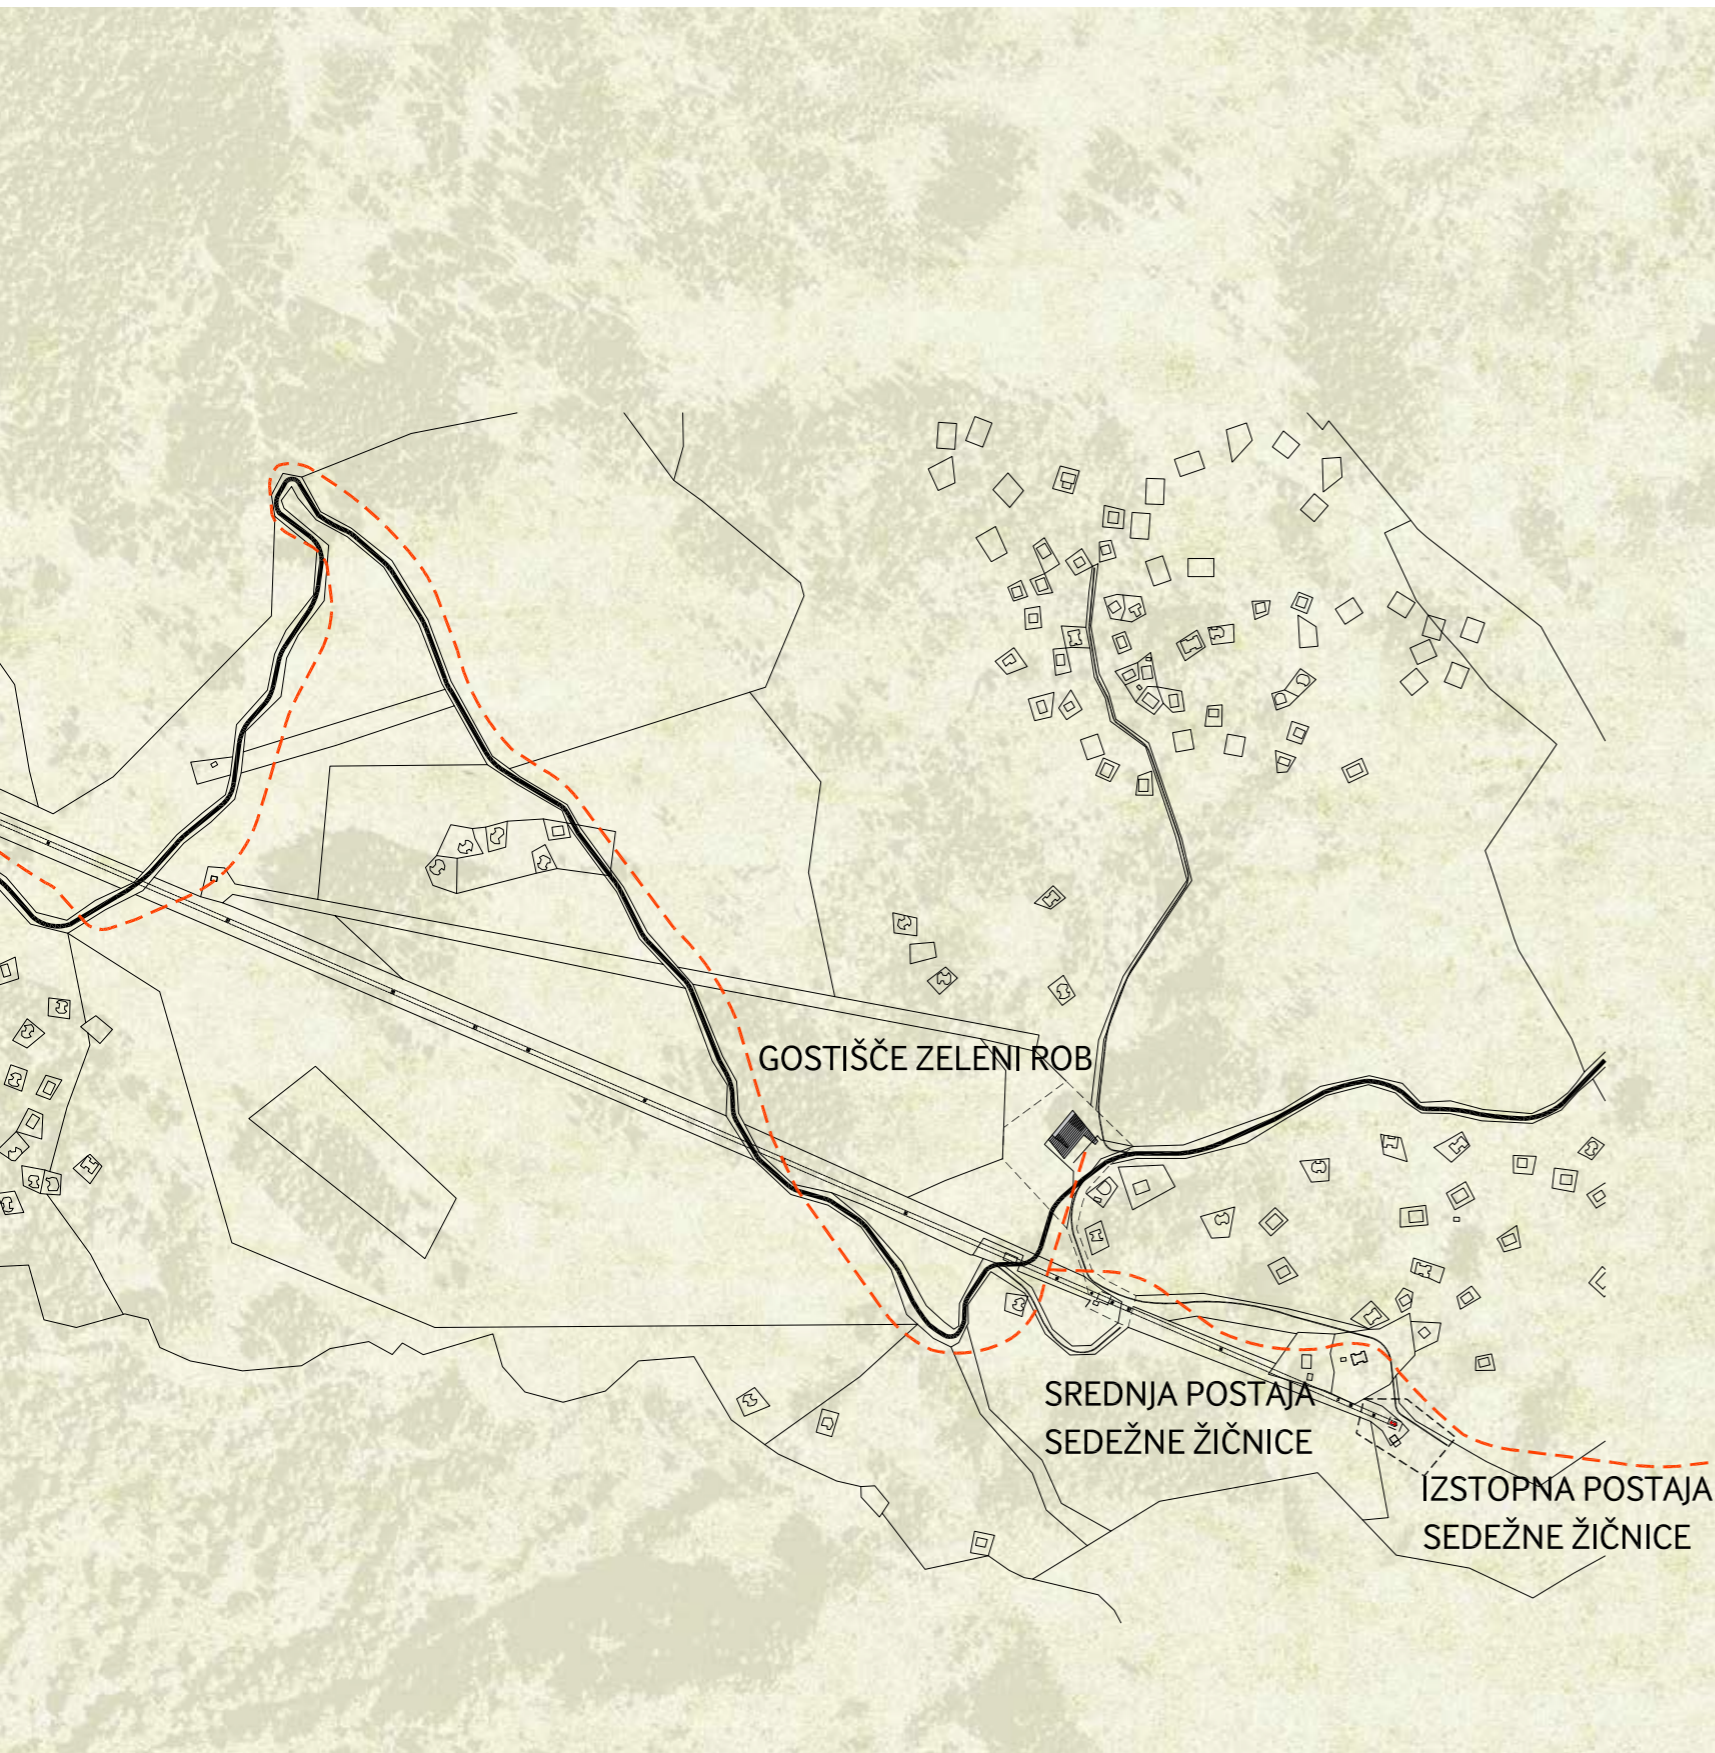 GOSTIŠČE ZELENI ROB
SREDNJA POSTAJA
SEDEŽNE ŽIČNICE
IZSTOPNA POSTAJA
SEDEŽNE ŽIČNICE